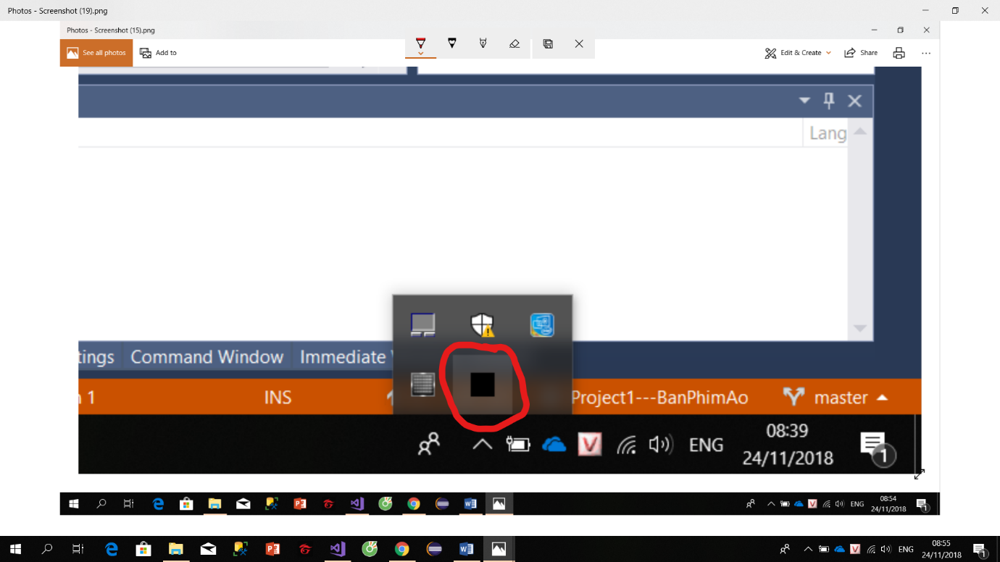 Photos - Screenshot (19).png
Photos - Screenshot (15).png
See all photos
Add to
Edit & Create
Share
Lang
tings
Command Window
Immediate
1
INS
Project1---BanPhimAo
master
V
ENG
08:39
24/11/2018
1
V
ENG
08:54
24/11/2018
1
V
ENG
08:55
24/11/2018
1